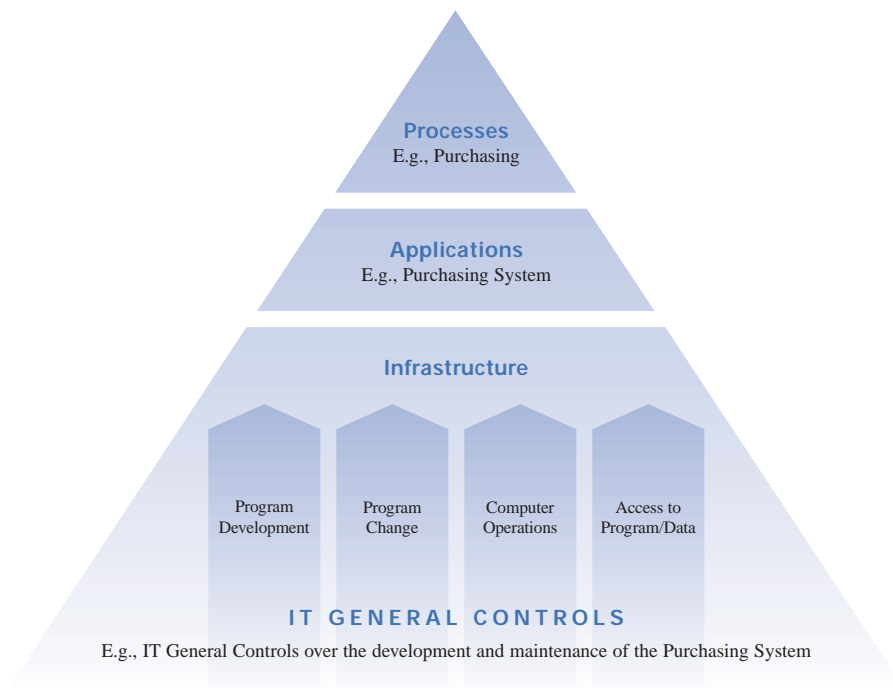 Processes
E.g., Purchasing
Applications
E.g., Purchasing System
Infrastructure
Program
Development
Program
Change
Computer
Operations
Access to
Program/Data
IT GENERAL CONTROLS
E.g., IT General Controls over the development and maintenance of the Purchasing System